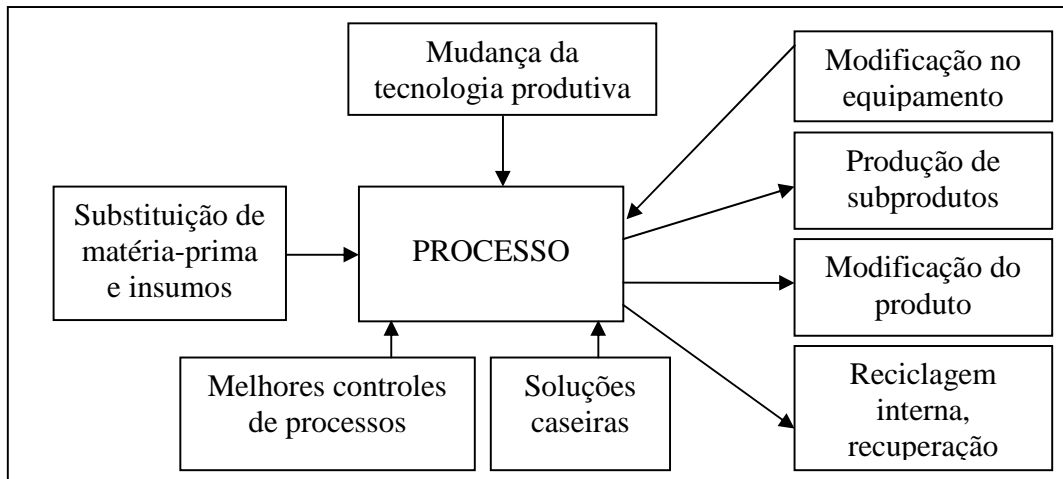 Mudança da
tecnologia produtiva
Modificação no
equipamento
Produção de
subprodutos
Substituição de
matéria-prima
e insumos
PROCESSO
Modificação do
produto
Melhores controles
de processos
Soluções
caseiras
Reciclagem
interna,
recuperação